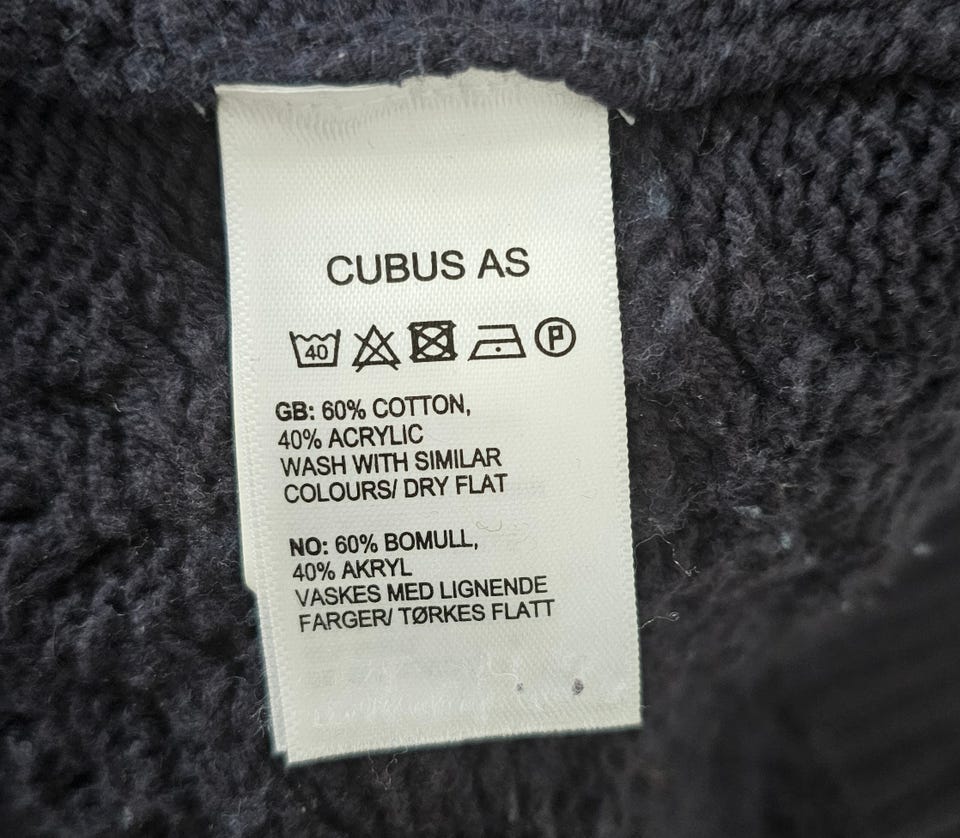 CUBUS AS
40 P
GB: 60% COTTON,
40% ACRYLIC
WASH WITH SIMILAR
COLOURS/ DRY FLAT
NO: 60% BOMULL,
40% AKRYL
VASKES MED LIGNENDE
FARGER/ TØRKES FLATT